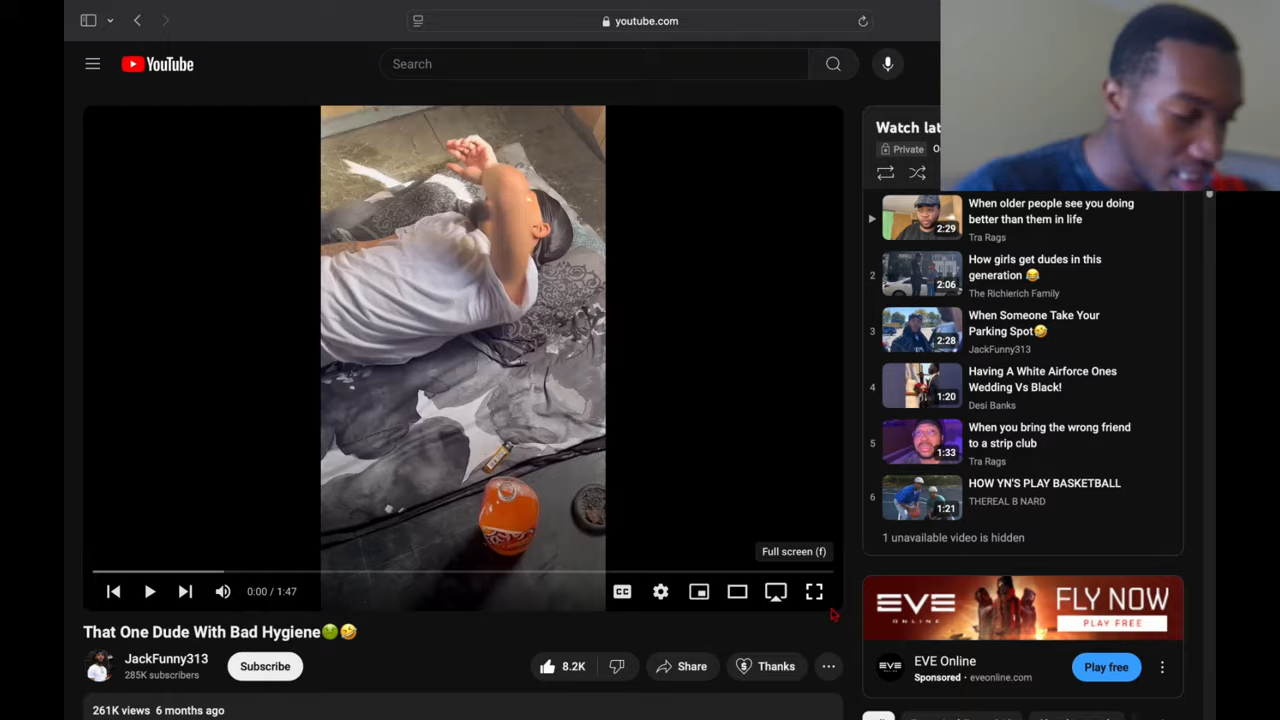 youtube.com
YouTube
Search
Watch lat
Private
When older people see you doing
better than them in life
Tra Rags
2:29
2
How girls get dudes in this
generation 😂
The Richierich Family
2:06
3
When Someone Take Your
Parking Spot🤣
JackFunny313
2:28
4
Having A White Airforce Ones
Wedding Vs Black!
Desi Banks
1:20
5
When you bring the wrong friend
to a strip club
Tra Rags
1:33
6
HOW YN'S PLAY BASKETBALL
THEREAL B NARD
1:21
1 unavailable video is hidden
Full screen (f)
0:00 / 1:47
CC
That One Dude With Bad Hygiene🤢🤣
JackFunny313
285K subscribers
Subscribe
8.2K
Share
Thanks
261K views 6 months ago
EVE
ONLINE
FLY NOW
PLAY FREE
EVE Online
Sponsored · eveonline.com
Play free